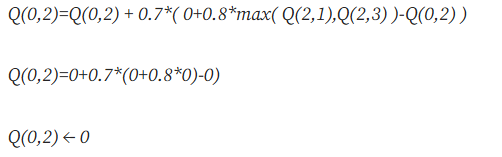 Q(0,2)=Q(0,2) + 0.7*( 0+0.8*max( Q(2,1),Q(2,3) )-Q(0,2) )
Q(0,2)=0+0.7*(0+0.8*0)-0)
Q(0,2) ← 0